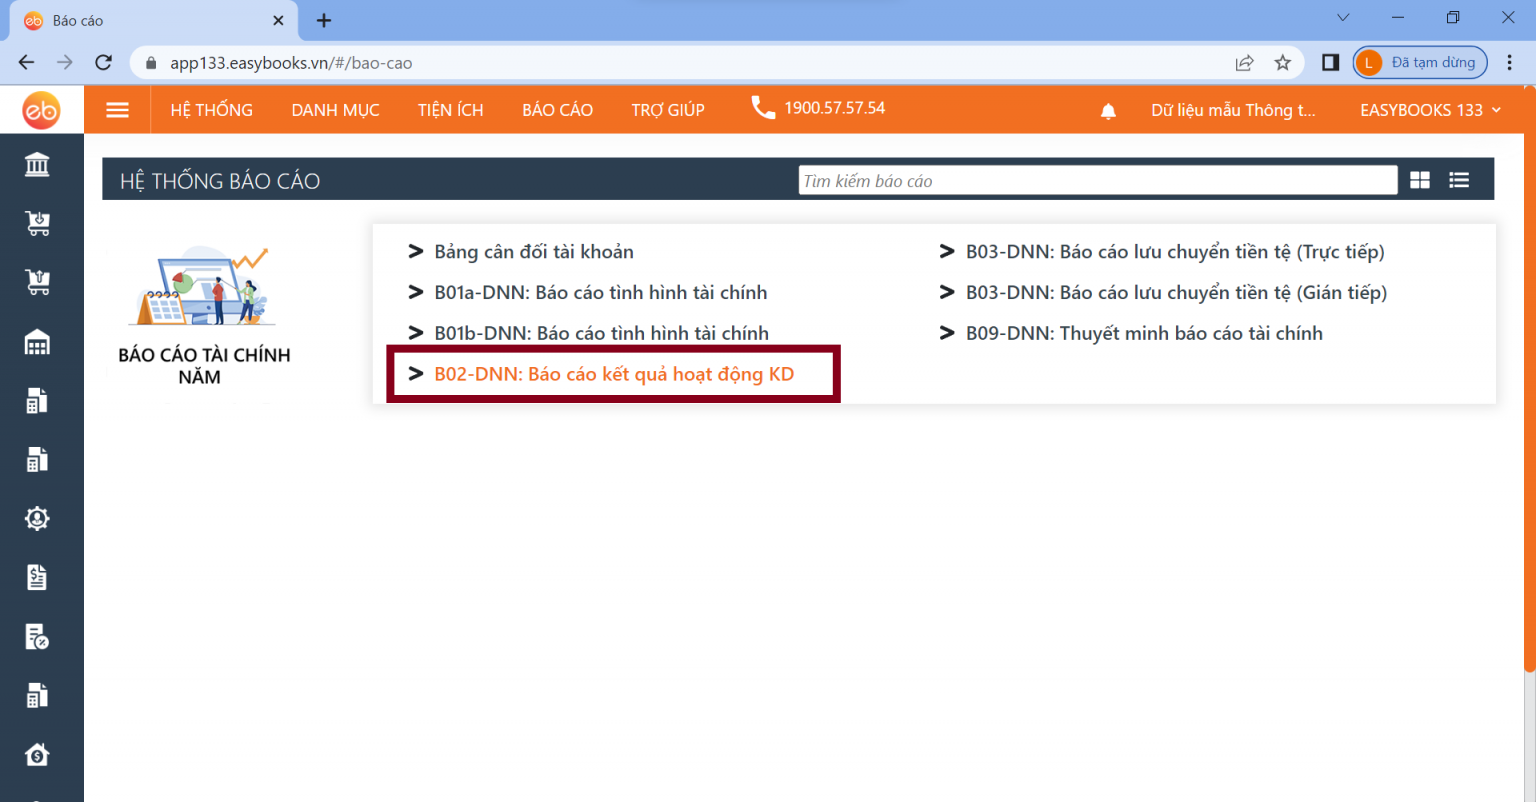 eb Báo cáo
app133.easybooks.vn/#/bao-cao
L Đã tạm dừng
eb HỆ THỐNG DANH MỤC TIỆN ÍCH BÁO CÁO TRỢ GIÚP 1900.57.57.54 Dữ liệu mẫu Thông t... EASYBOOKS 133
HỆ THỐNG BÁO CÁO
Tìm kiếm báo cáo
BÁO CÁO TÀI CHÍNH
NĂM
> Bảng cân đối tài khoản
> B01a-DNN: Báo cáo tình hình tài chính
> B01b-DNN: Báo cáo tình hình tài chính
> B02-DNN: Báo cáo kết quả hoạt động KD
> B03-DNN: Báo cáo lưu chuyển tiền tệ (Trực tiếp)
> B03-DNN: Báo cáo lưu chuyển tiền tệ (Gián tiếp)
> B09-DNN: Thuyết minh báo cáo tài chính